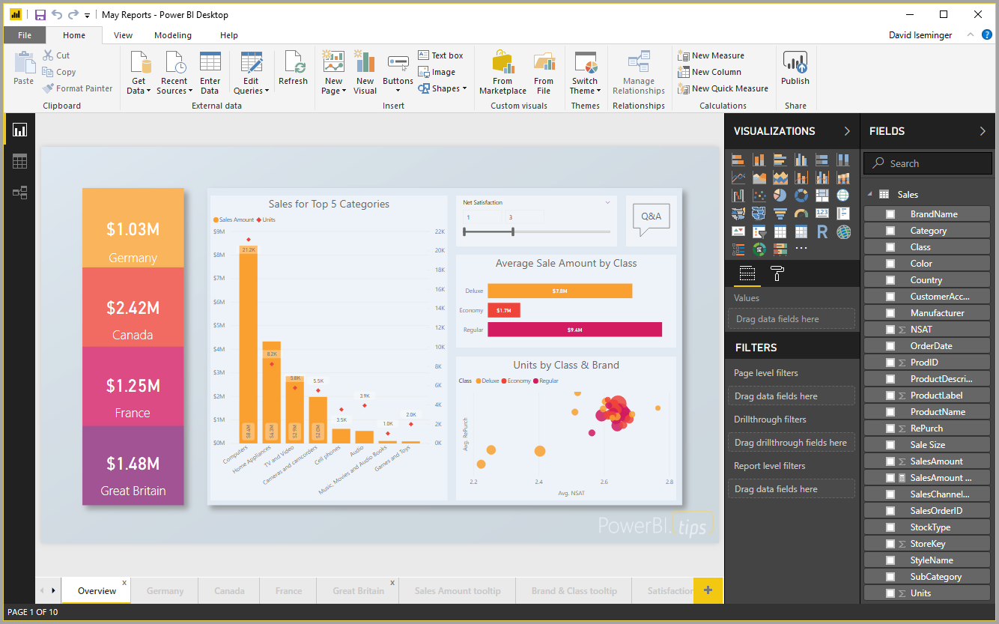 May Reports - Power BI Desktop
File Home View Modeling Help
David Iseminger
Paste
Cut
Copy
Format Painter
Clipboard
Get Data
Recent Sources
Enter Data
Edit Queries
Refresh
External data
New Page
New Visual
Buttons
Text box
Image
Shapes
Insert
From Marketplace
From File
Custom visuals
Switch Theme
Themes
Manage Relationships
Relationships
New Measure
New Column
New Quick Measure
Calculations
Publish
Share
$1.03M
Germany
$2.42M
Canada
$1.25M
France
$1.48M
Great Britain
Sales for Top 5 Categories
Sales Amount Units
$9M
$8M
$7M
$6M
$5M
$4M
$3M
$2M
$1M
$0M
22K
20K
18K
16K
14K
12K
10K
8K
6K
4K
2K
0K
21.2K
8.2K
5.8K
5.5K
3.5K
3.9K
1.0K
2.0K
$8.4M
$4.3M
$2.9M
$2.0M
Computers
Home Appliances
TV and Video
Cameras and camcorders
Cell phones
Audio
Music, Movies and Audio Books
Games and Toys
Net Satisfaction
1 3
Q&A
Average Sale Amount by Class
Deluxe $7.8M
Economy $1.7M
Regular $9.4M
Units by Class & Brand
Class Deluxe Economy Regular
Avg. RePurch
2.2 2.4 2.6 2.8
Avg. NSAT
PowerBI.tips
Overview Germany Canada France Great Britain Sales Amount tooltip Brand & Class tooltip Satisfaction
PAGE 1 OF 10
VISUALIZATIONS
Values
Drag data fields here
FILTERS
Page level filters
Drag data fields here
Drillthrough filters
Drag drillthrough fields here
Report level filters
Drag data fields here
FIELDS
Search
Sales
BrandName
Category
Class
Color
Country
CustomerAcc...
Manufacturer
NSAT
OrderDate
ProdID
ProductDescri...
ProductLabel
ProductName
RePurch
Sale Size
SalesAmount
SalesAmount ...
SalesChannel...
SalesOrderID
StockType
StoreKey
StyleName
SubCategory
Units